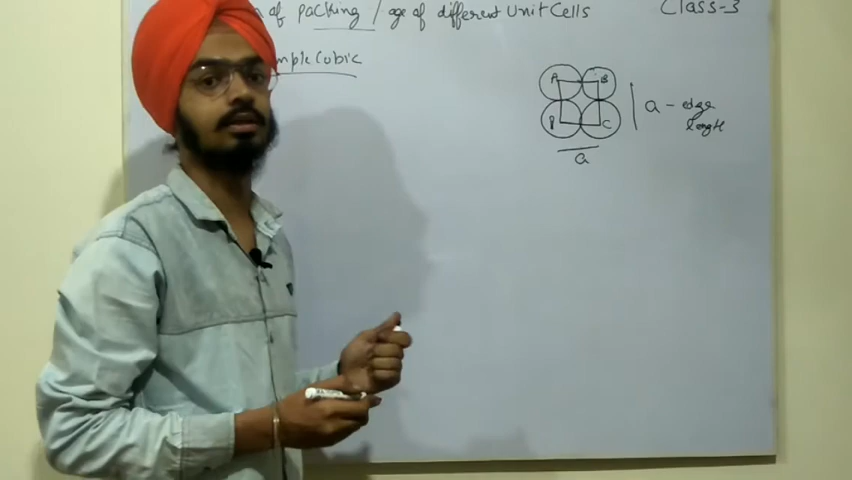 of packing / age of different Unit Cells
Class-3
mple Cubic
A B
a - edge
length
C
a